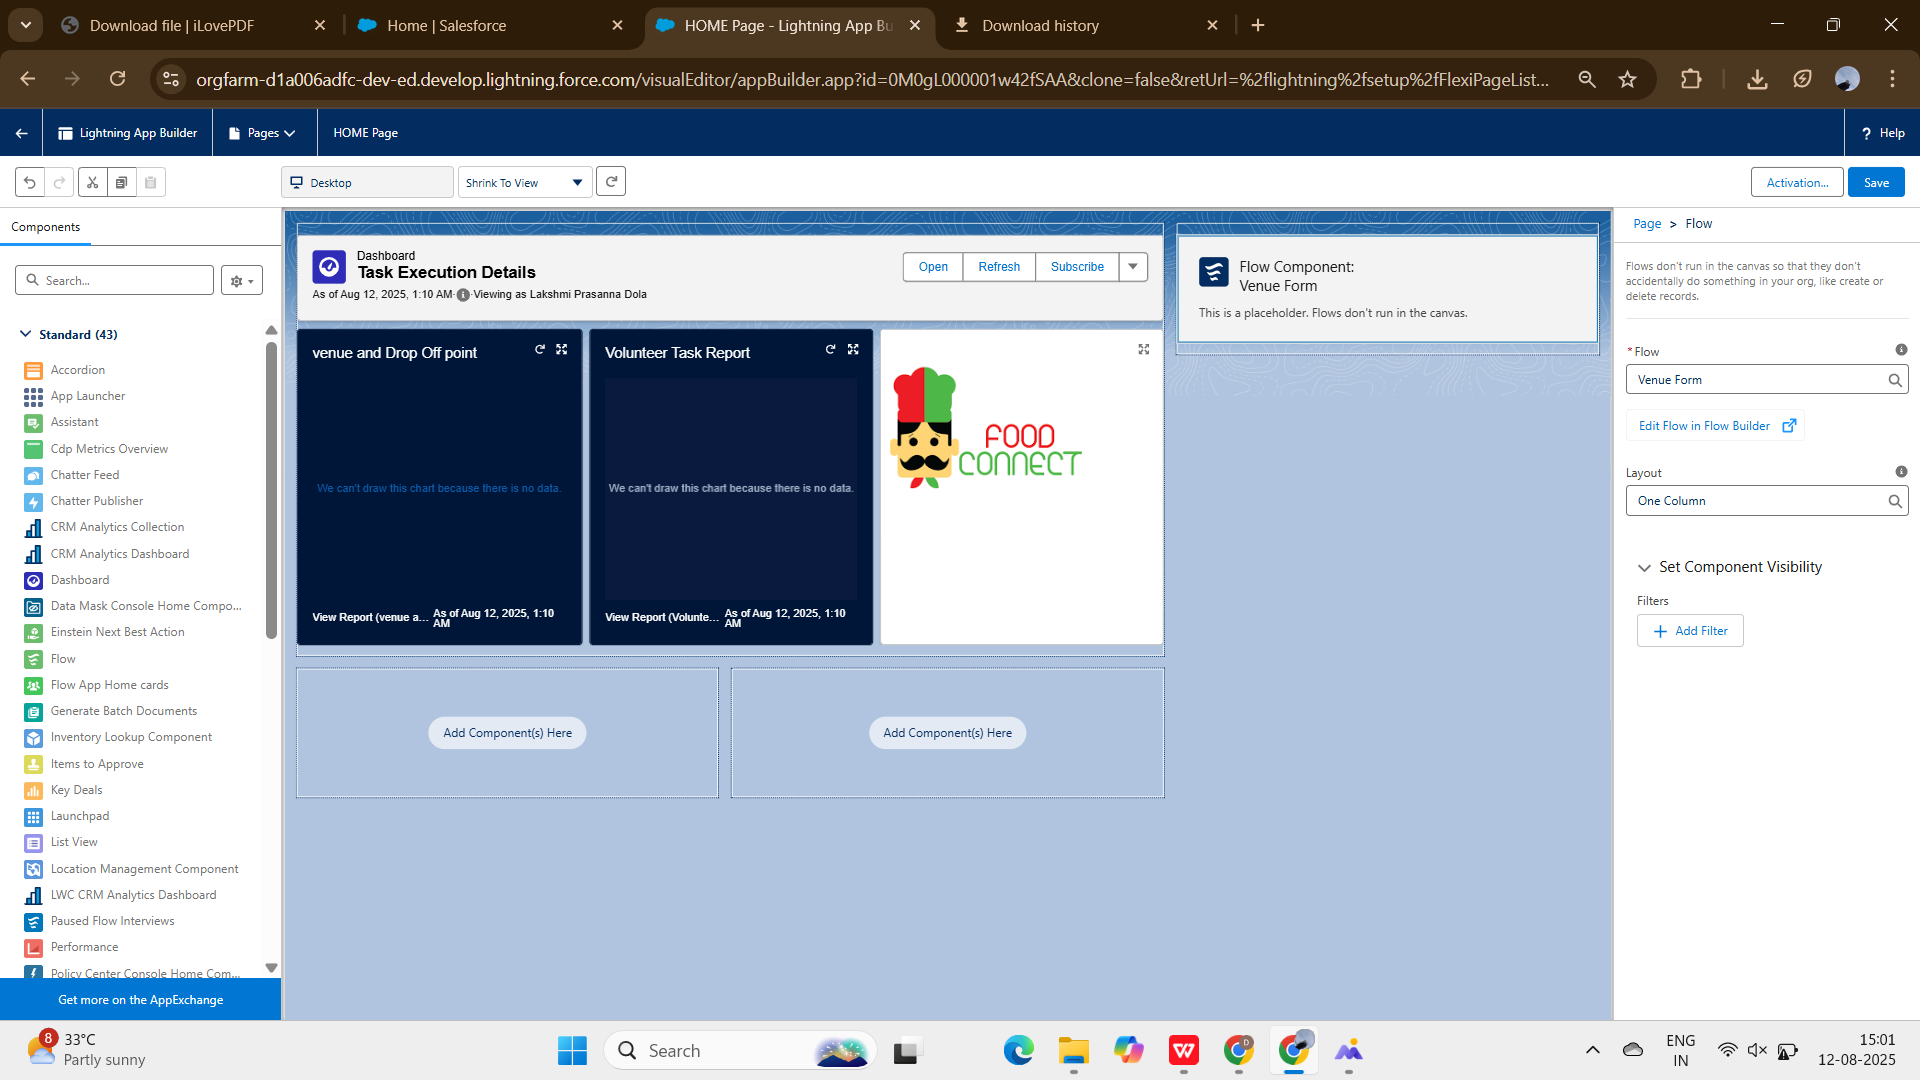 Download file | iLovePDF
Home | Salesforce
HOME Page - Lightning App Bu
Download history
orgfarm-d1a006adfc-dev-ed.develop.lightning.force.com/visualEditor/appBuilder.app?id=0M0gL000001w42fSAA&clone=false&retUrl=%2flightning%2fsetup%2fFlexiPageList...
Lightning App Builder
Pages
HOME Page
? Help
Desktop
Shrink To View
Activation...
Save
Components
Search...
Standard (43)
Accordion
App Launcher
Assistant
Cdp Metrics Overview
Chatter Feed
Chatter Publisher
CRM Analytics Collection
CRM Analytics Dashboard
Dashboard
Data Mask Console Home Compo...
Einstein Next Best Action
Flow
Flow App Home cards
Generate Batch Documents
Inventory Lookup Component
Items to Approve
Key Deals
Launchpad
List View
Location Management Component
LWC CRM Analytics Dashboard
Paused Flow Interviews
Performance
Policy Center Console Home Com...
Get more on the AppExchange
Dashboard
Task Execution Details
As of Aug 12, 2025, 1:10 AM·Viewing as Lakshmi Prasanna Dola
Open
Refresh
Subscribe
venue and Drop Off point
We can't draw this chart because there is no data.
View Report (venue a...
As of Aug 12, 2025, 1:10
AM
Volunteer Task Report
We can't draw this chart because there is no data.
View Report (Volunte...
As of Aug 12, 2025, 1:10
AM
FOOD
CONNECT
Add Component(s) Here
Add Component(s) Here
Flow Component:
Venue Form
This is a placeholder. Flows don't run in the canvas.
Page > Flow
Flows don't run in the canvas so that they don't
accidentally do something in your org, like create or
delete records.
*Flow
Venue Form
Edit Flow in Flow Builder
Layout
One Column
Set Component Visibility
Filters
Add Filter
8
33°C
Partly sunny
Search
ENG
IN
15:01
12-08-2025